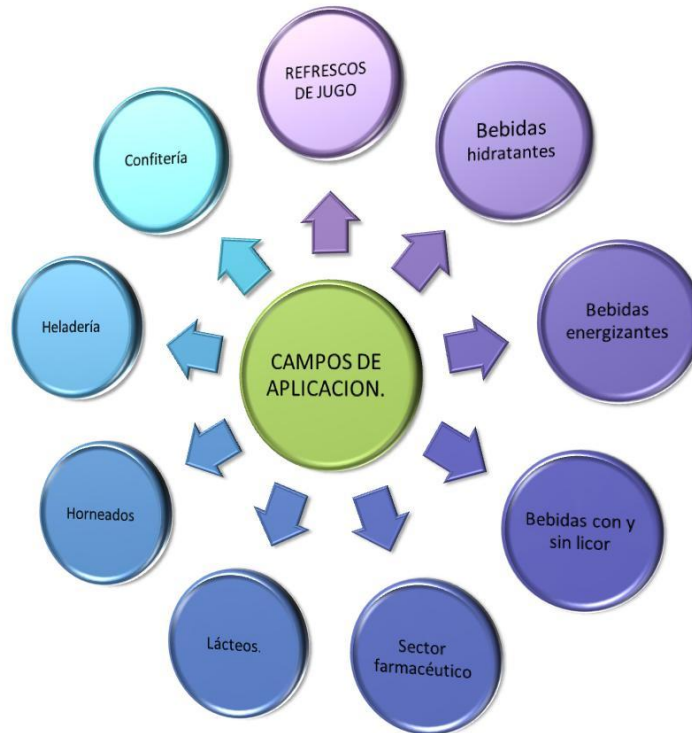 REFRESCOS
DE JUGO
Bebidas
hidratantes
Bebidas
energizantes
Bebidas con y
sin licor
Sector
farmacéutico
Lácteos.
Horneados
Heladería
Confitería
CAMPOS DE
APLICACION.